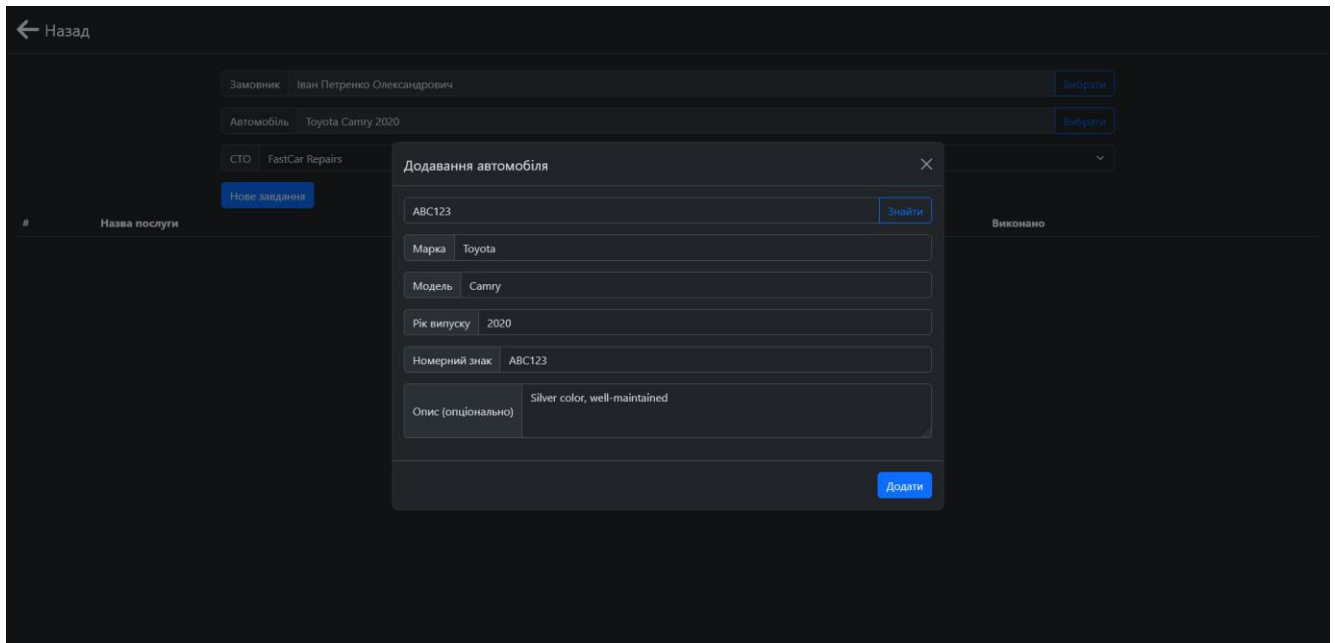 Назад
Замовник Іван Петренко Олександрович Вибрати
Автомобіль Toyota Camry 2020 Вибрати
СТО FastCar Repairs
Нове завдання
# Назва послуги Виконано
Додавання автомобіля
ABC123 Знайти
Марка Toyota
Модель Camry
Рік випуску 2020
Номерний знак ABC123
Опис (опціонально) Silver color, well-maintained
Додати